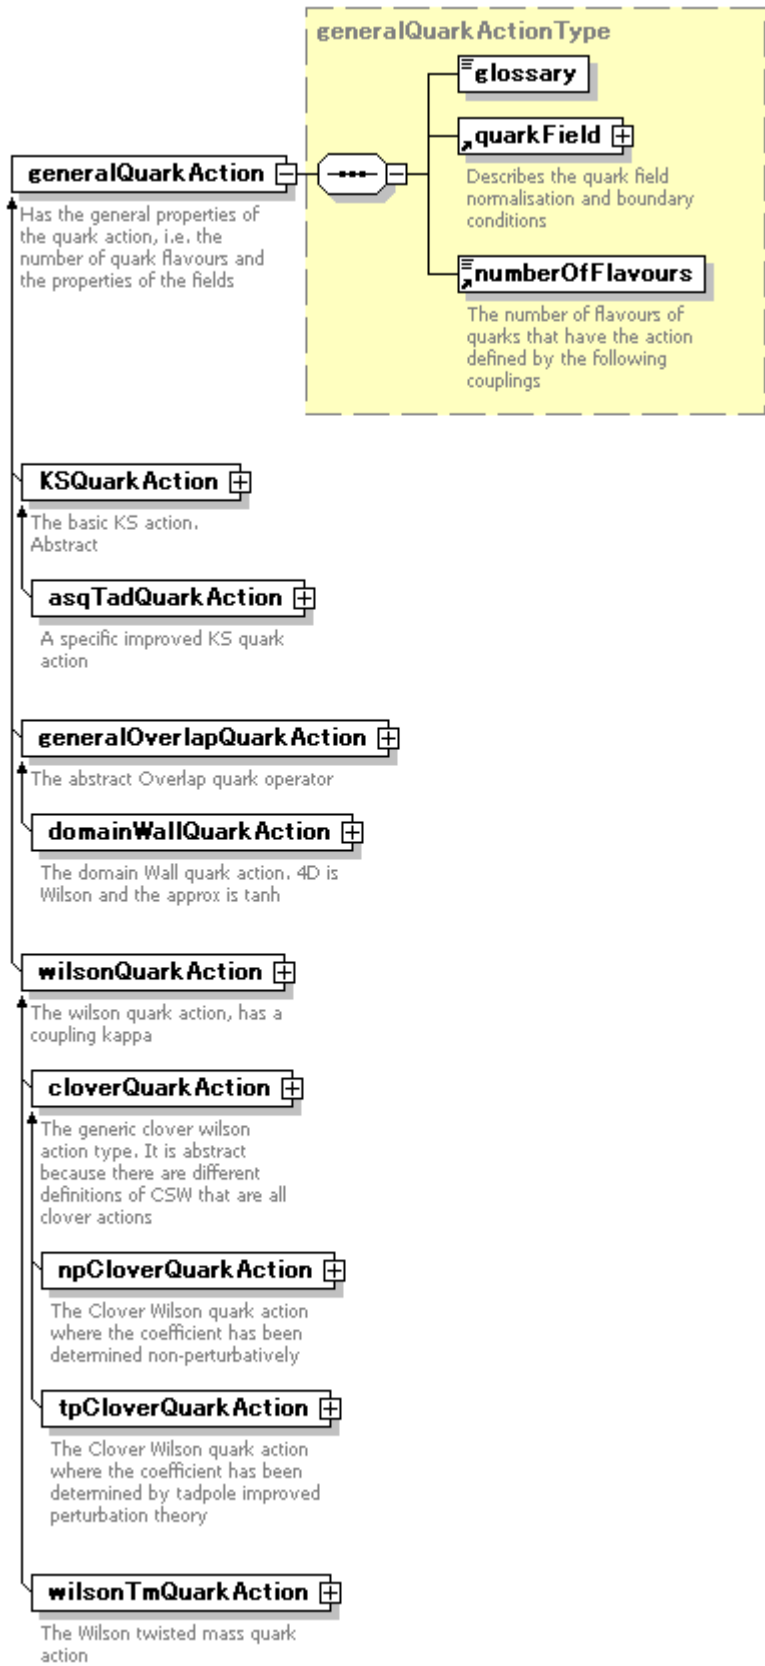 generalQuarkActionType
glossary
quarkField
Describes the quark field
normalisation and boundary
conditions
generalQuarkAction
Has the general properties of
the quark action, i.e. the
number of quark flavours and
the properties of the fields
numberOfFlavours
The number of flavours of
quarks that have the action
defined by the following
couplings
KSQuarkAction
The basic KS action.
Abstract
asqTadQuarkAction
A specific improved KS quark
action
generalOverlapQuarkAction
The abstract Overlap quark operator
domainWallQuarkAction
The domain Wall quark action. 4D is
Wilson and the approx is tanh
wilsonQuarkAction
The wilson quark action, has a
coupling kappa
cloverQuarkAction
The generic clover wilson
action type. It is abstract
because there are different
definitions of CSW that are all
clover actions
npCloverQuarkAction
The Clover Wilson quark action
where the coefficient has been
determined non-perturbatively
tpCloverQuarkAction
The Clover Wilson quark action
where the coefficient has been
determined by tadpole improved
perturbation theory
wilsonTmQuarkAction
The Wilson twisted mass quark
action